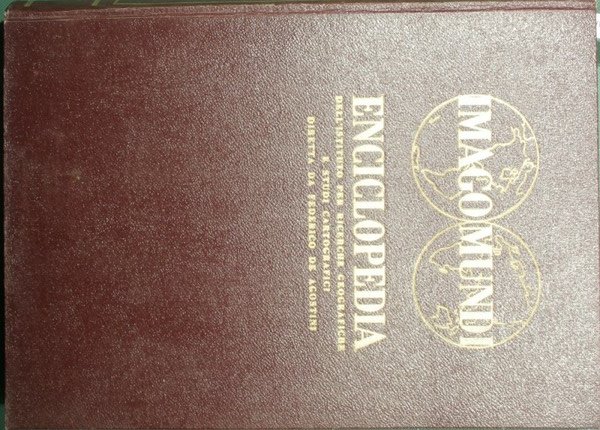 IMAGOMUNDI
ENCICLOPEDIA
DELL'ISTITUTO PER RICERCHE GEOGRAFICHE
E STUDI CARTOGRAFICI
DIRETTA DA FEDERICO DE AGOSTINI